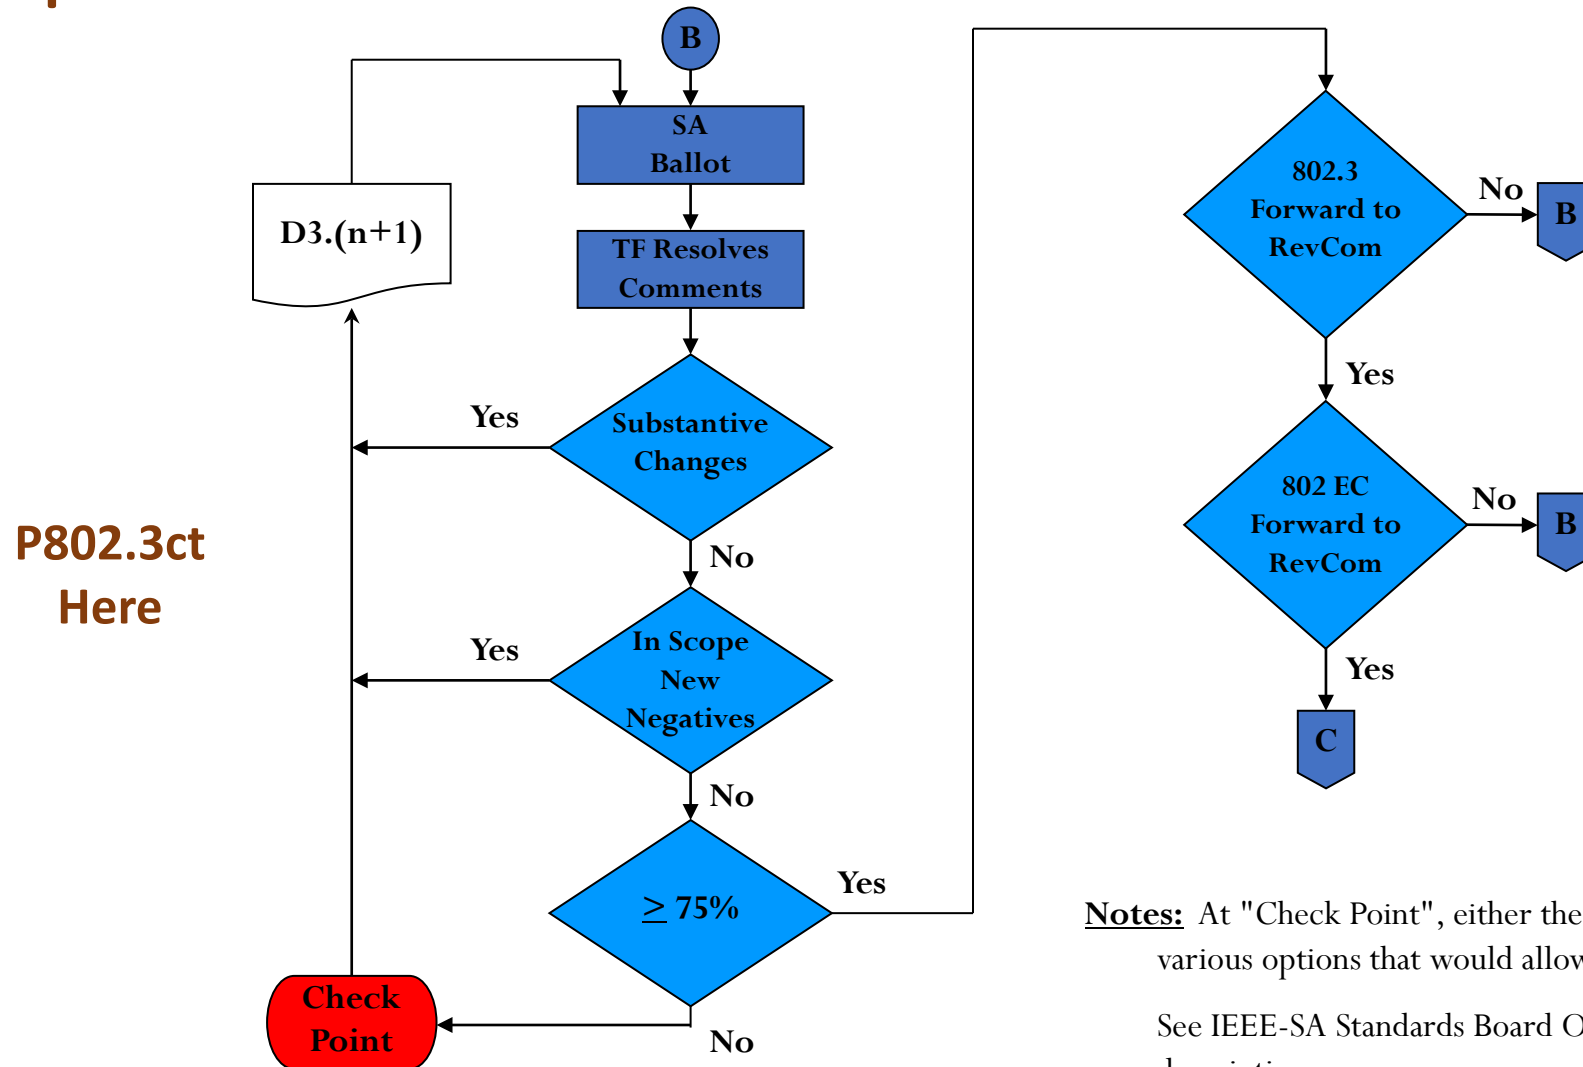 B
SA
Ballot
D3.(n+1)
TF Resolves
Comments
Yes
Substantive
Changes
No
P802.3ct
Here
Yes
In Scope
New
Negatives
No
≥ 75%
Yes
No
Check
Point
802.3
Forward to
RevCom
No
B
Yes
802 EC
Forward to
RevCom
No
B
Yes
C
Notes: At "Check Point", either the
various options that would allow
See IEEE-SA Standards Board O